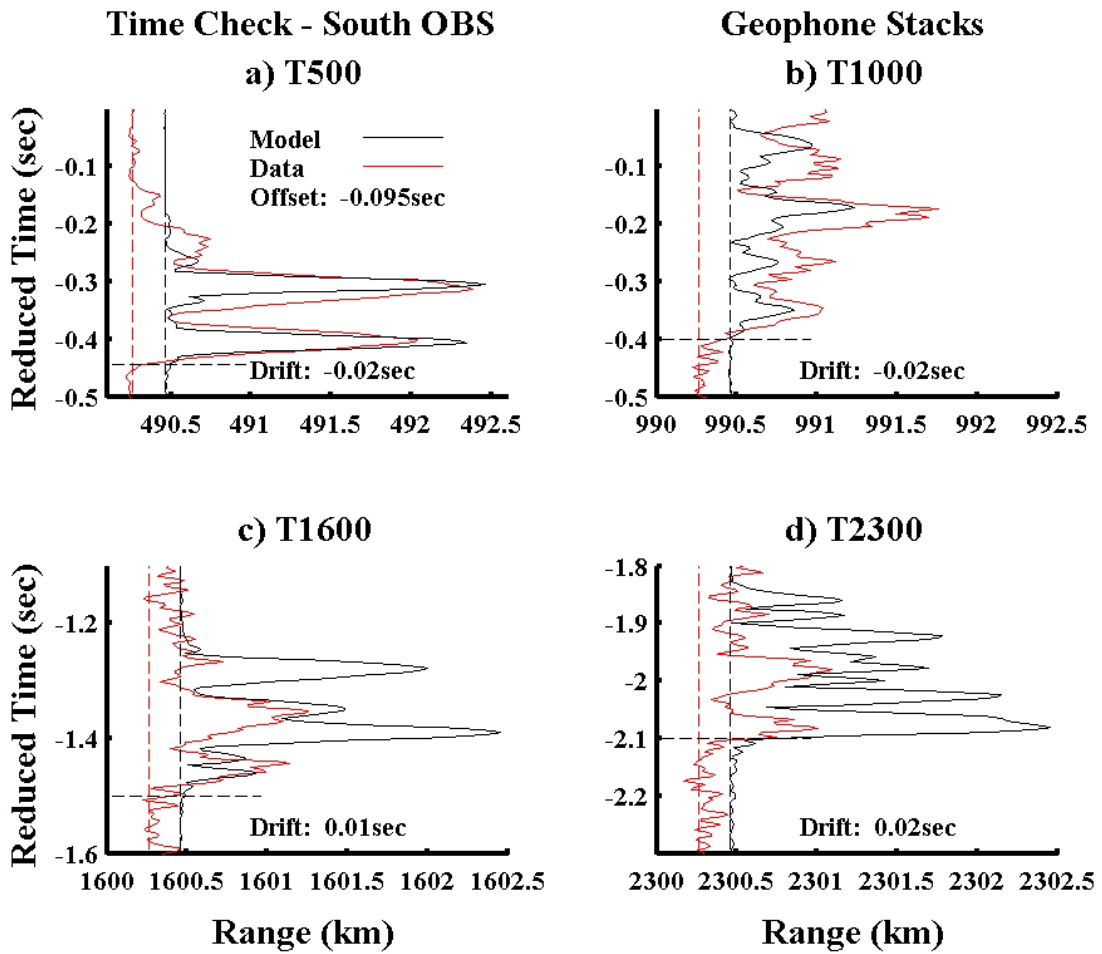 Time Check - South OBS Geophone Stacks
a) T500
Reduced Time (sec)
-0.1
-0.2
-0.3
-0.4
-0.5
Model
Data
Offset: -0.095sec
Drift: -0.02sec
490.5 491 491.5 492 492.5
b) T1000
-0.1
-0.2
-0.3
-0.4
-0.5
Drift: -0.02sec
990 990.5 991 991.5 992 992.5
c) T1600
Reduced Time (sec)
-1.2
-1.4
-1.6
Drift: 0.01sec
1600 1600.5 1601 1601.5 1602 1602.5
Range (km)
d) T2300
-1.8
-1.9
-2
-2.1
-2.2
Drift: 0.02sec
2300 2300.5 2301 2301.5 2302 2302.5
Range (km)